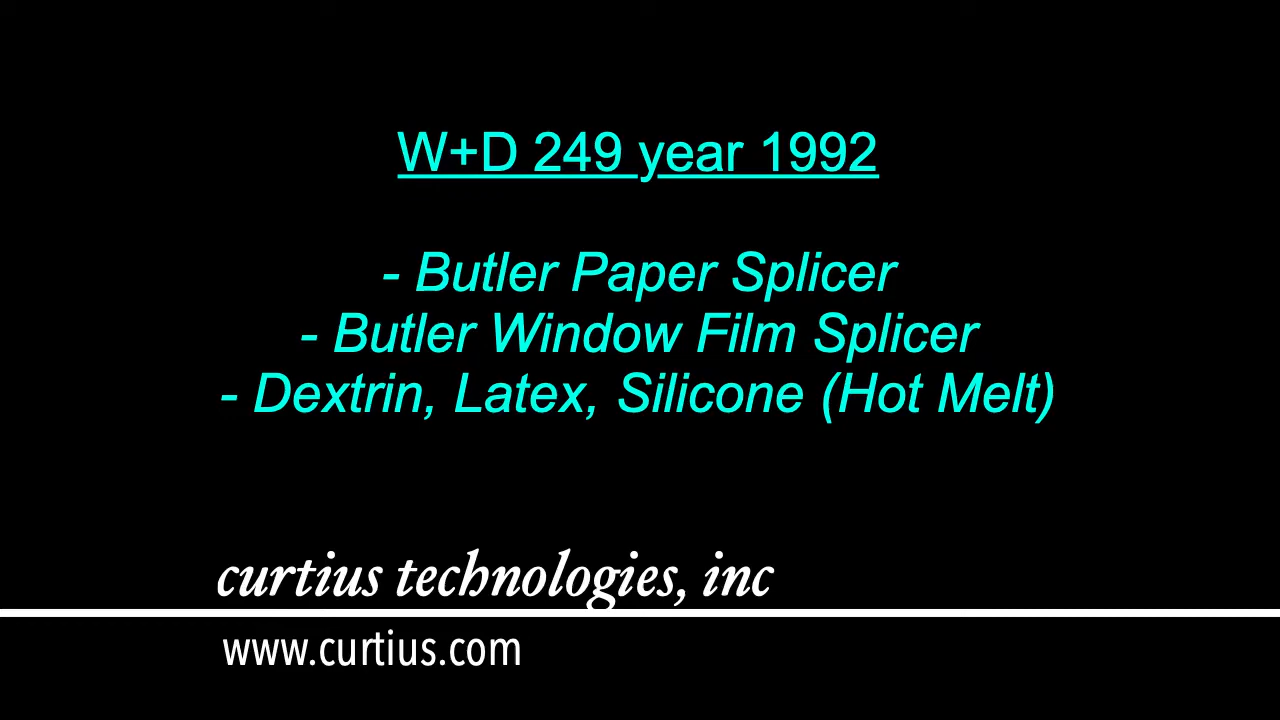 W+D 249 year 1992
- Butler Paper Splicer
- Butler Window Film Splicer
- Dextrin, Latex, Silicone (Hot Melt)
curtius technologies, inc
www.curtius.com